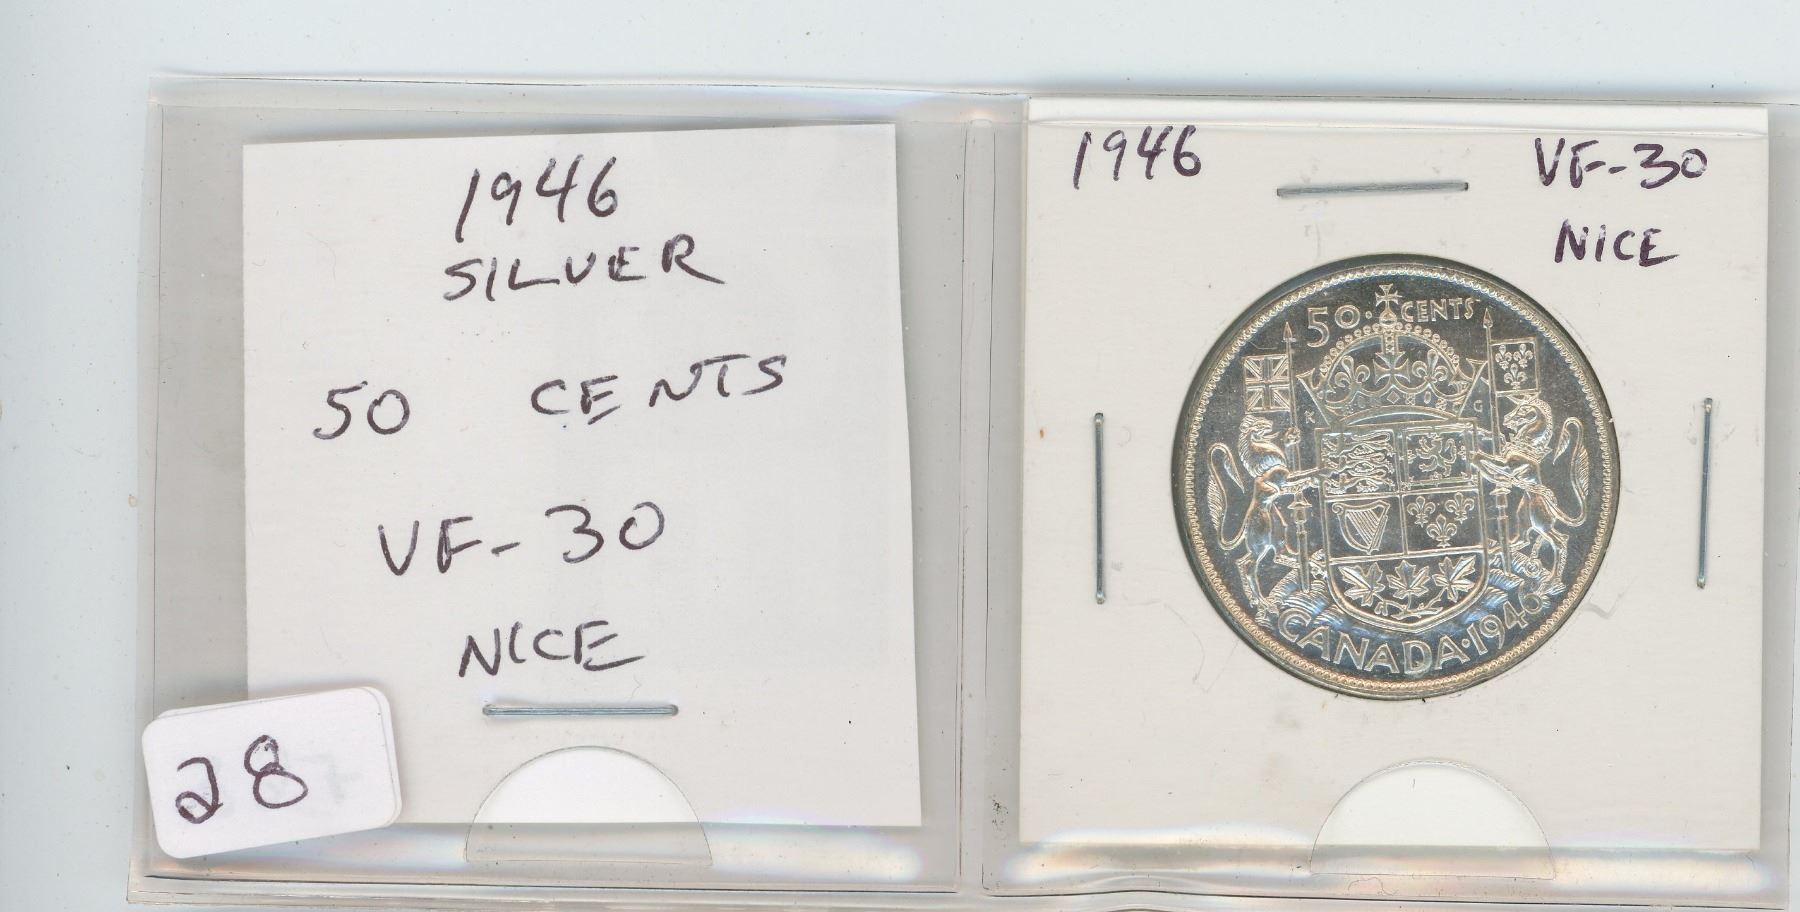 1946
SILVER
50 CENTS
VF-30
NICE
28
1946
VF-30
NICE
50·CENTS
K G
CANADA·1946